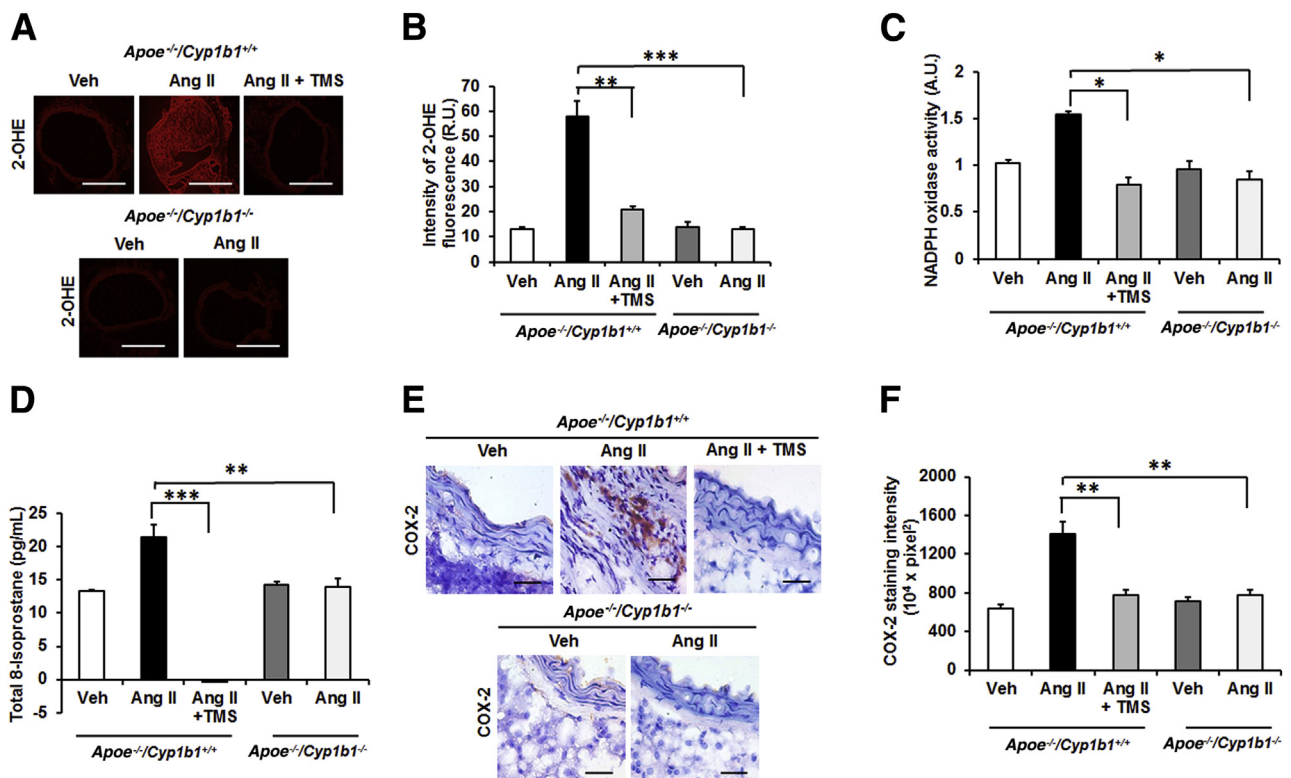 A
Apoe-/-/Cyp1b1+/+
Veh Ang II Ang II + TMS
2-OHE
Apoe-/-/Cyp1b1-/-
Veh Ang II
2-OHE
B
***
**
Intensity of 2-OHE
fluorescence (R.U.)
70
60
50
40
30
20
10
0
Veh Ang II Ang II Veh Ang II
+TMS
Apoe-/-/Cyp1b1+/+ Apoe-/-/Cyp1b1-/-
C
*
*
NADPH oxidase activity (A.U.)
2
1.5
1
0.5
0
Veh Ang II Ang II Veh Ang II
+TMS
Apoe-/-/Cyp1b1+/+ Apoe-/-/Cyp1b1-/-
D
**
***
Total 8-isoprostane (pg/mL)
25
20
15
10
5
0
-5
Veh Ang II Ang II Veh Ang II
+TMS
Apoe-/-/Cyp1b1+/+ Apoe-/-/Cyp1b1-/-
E
Apoe-/-/Cyp1b1+/+
Veh Ang II Ang II + TMS
COX-2
Apoe-/-/Cyp1b1-/-
Veh Ang II
COX-2
F
**
**
COX-2 staining intensity
(10⁴ x pixel²)
2000
1600
1200
800
400
0
Veh Ang II Ang II Veh Ang II
+ TMS
Apoe-/-/Cyp1b1+/+ Apoe-/-/Cyp1b1-/-